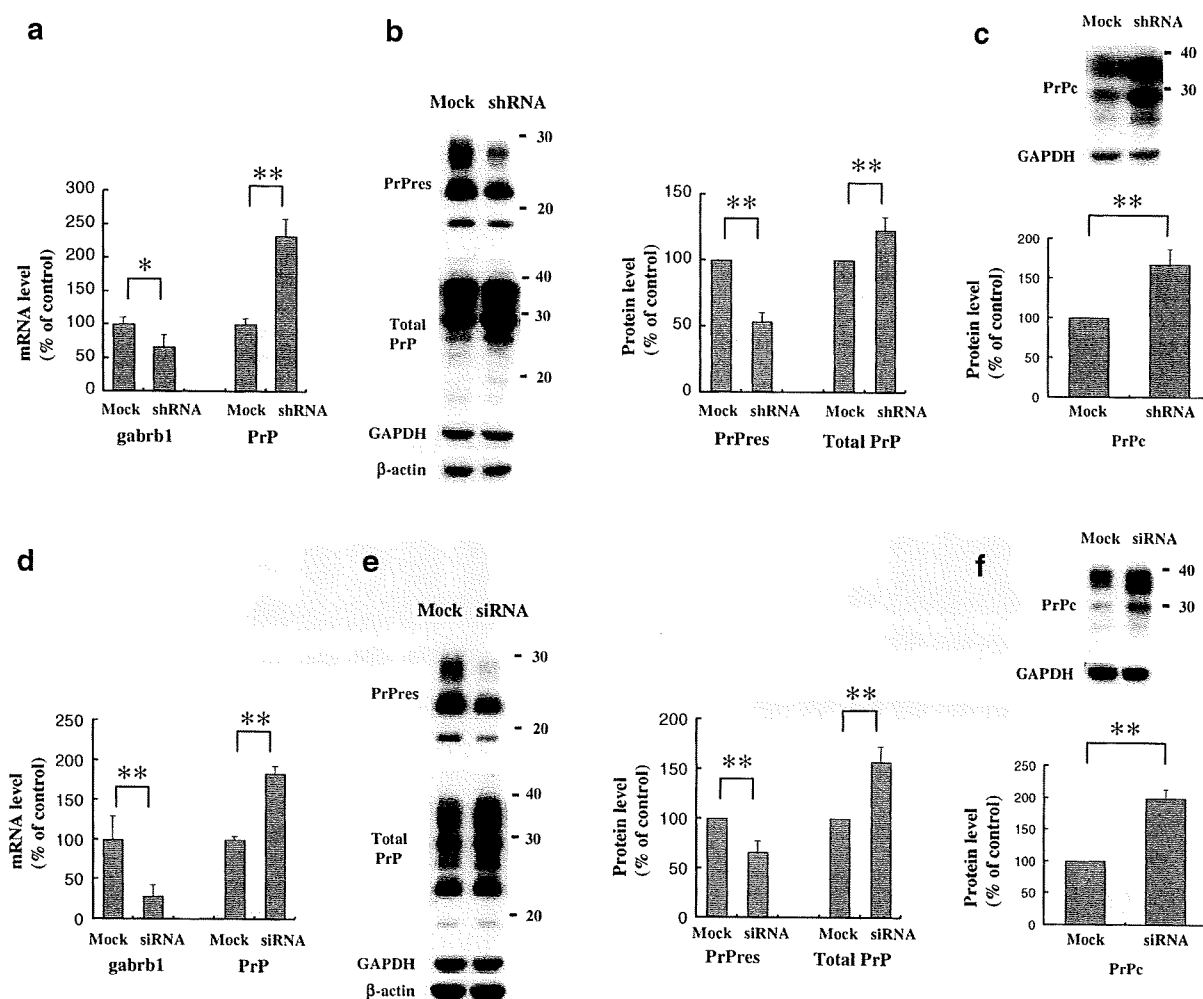 a
300
250
200
150
100
50
0
mRNA level
(% of control)
*
**
Mock shRNA
gabrb1
Mock shRNA
PrP
b
Mock shRNA
PrPres
30
20
Total
PrP
40
30
20
GAPDH
β-actin
150
100
50
0
Protein level
(% of control)
**
**
Mock shRNA
PrPres
Mock shRNA
Total PrP
c
Mock shRNA
PrPc
40
30
GAPDH
200
150
100
50
0
Protein level
(% of control)
**
Mock shRNA
PrPc
d
250
200
150
100
50
0
mRNA level
(% of control)
**
**
Mock siRNA
gabrb1
Mock siRNA
PrP
e
Mock siRNA
PrPres
30
20
Total
PrP
40
30
20
GAPDH
β-actin
200
150
100
50
0
Protein level
(% of control)
**
**
Mock siRNA
PrPres
Mock siRNA
Total PrP
f
Mock siRNA
PrPc
40
30
GAPDH
250
200
150
100
50
0
Protein level
(% of control)
**
Mock siRNA
PrPc